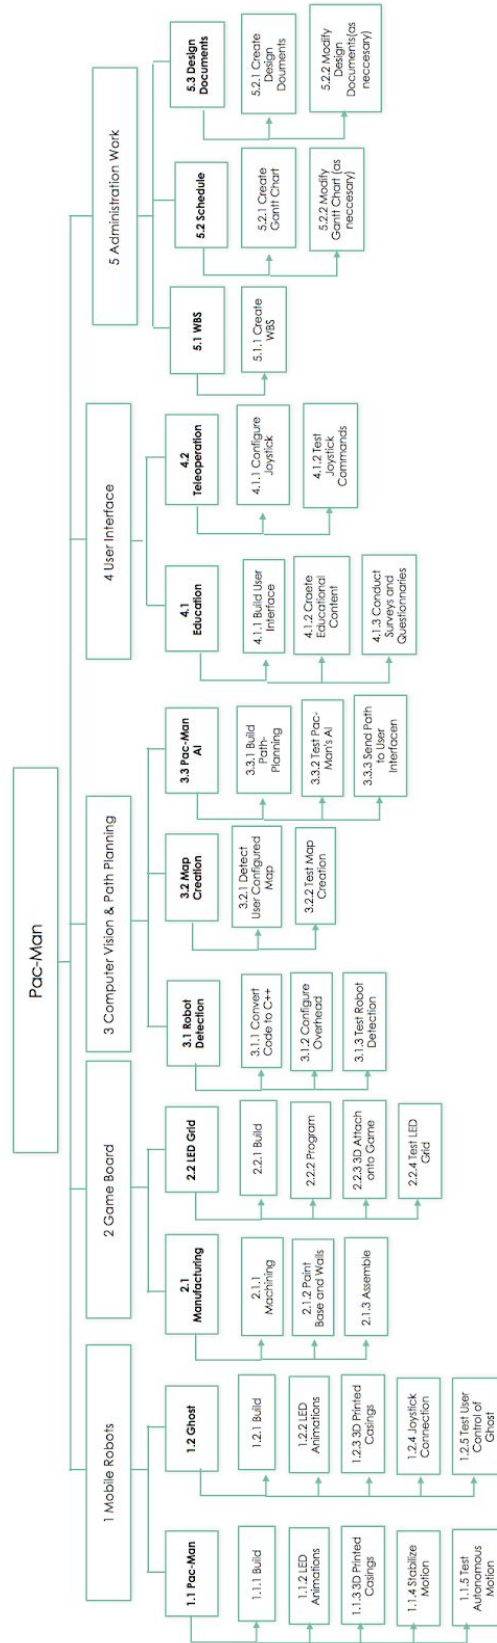 Pac-Man
1 Mobile Robots
1.1 Pac-Man
1.1.1 Build
1.1.2 LED
Animations
1.1.3 3D Printed
Casings
1.1.4 Stabilize
Motion
1.1.5 Test
Autonomous
Motion
1.2 Ghost
1.2.1 Build
1.2.2 LED
Animations
1.2.3 3D Printed
Casings
1.2.4 Joystick
Connection
1.2.5 Test User
Control of
Ghost
2 Game Board
2.1
Manufacturing
2.1.1
Machining
2.1.2 Paint
Base and Walls
2.1.3 Assemble
2.2 LED Grid
2.2.1 Build
2.2.2 Program
2.2.3 3D Attach
onto Game
2.2.4 Test LED
Grid
3 Computer Vision & Path Planning
3.1 Robot
Detection
3.1.1 Convert
Code to C++
3.1.2 Configure
Overhead
3.1.3 Test Robot
Detection
3.2 Map
Creation
3.2.1 Detect
User Configured
Map
3.2.2 Test Map
Creation
3.3 Pac-Man
AI
3.3.1 Build
Path-
Planning
3.3.2 Test Pac-
Man's AI
3.3.3 Send Path
to User
Interfacen
4 User Interface
4.1
Education
4.1.1 Build User
Interface
4.1.2 Craete
Educational
Content
4.1.3 Conduct
Surveys and
Questionnaries
4.2
Teleoperation
4.1.1 Configure
Joystick
4.1.2 Test
Joystick
Commands
5 Administration Work
5.1 WBS
5.1.1 Create
WBS
5.2 Schedule
5.2.1 Create
Gantt Chart
5.2.2 Modify
Gantt Chart (as
neccesary)
5.3 Design
Documents
5.2.1 Create
Design
Douments
5.2.2 Modify
Design
Documents(as
neccesary)